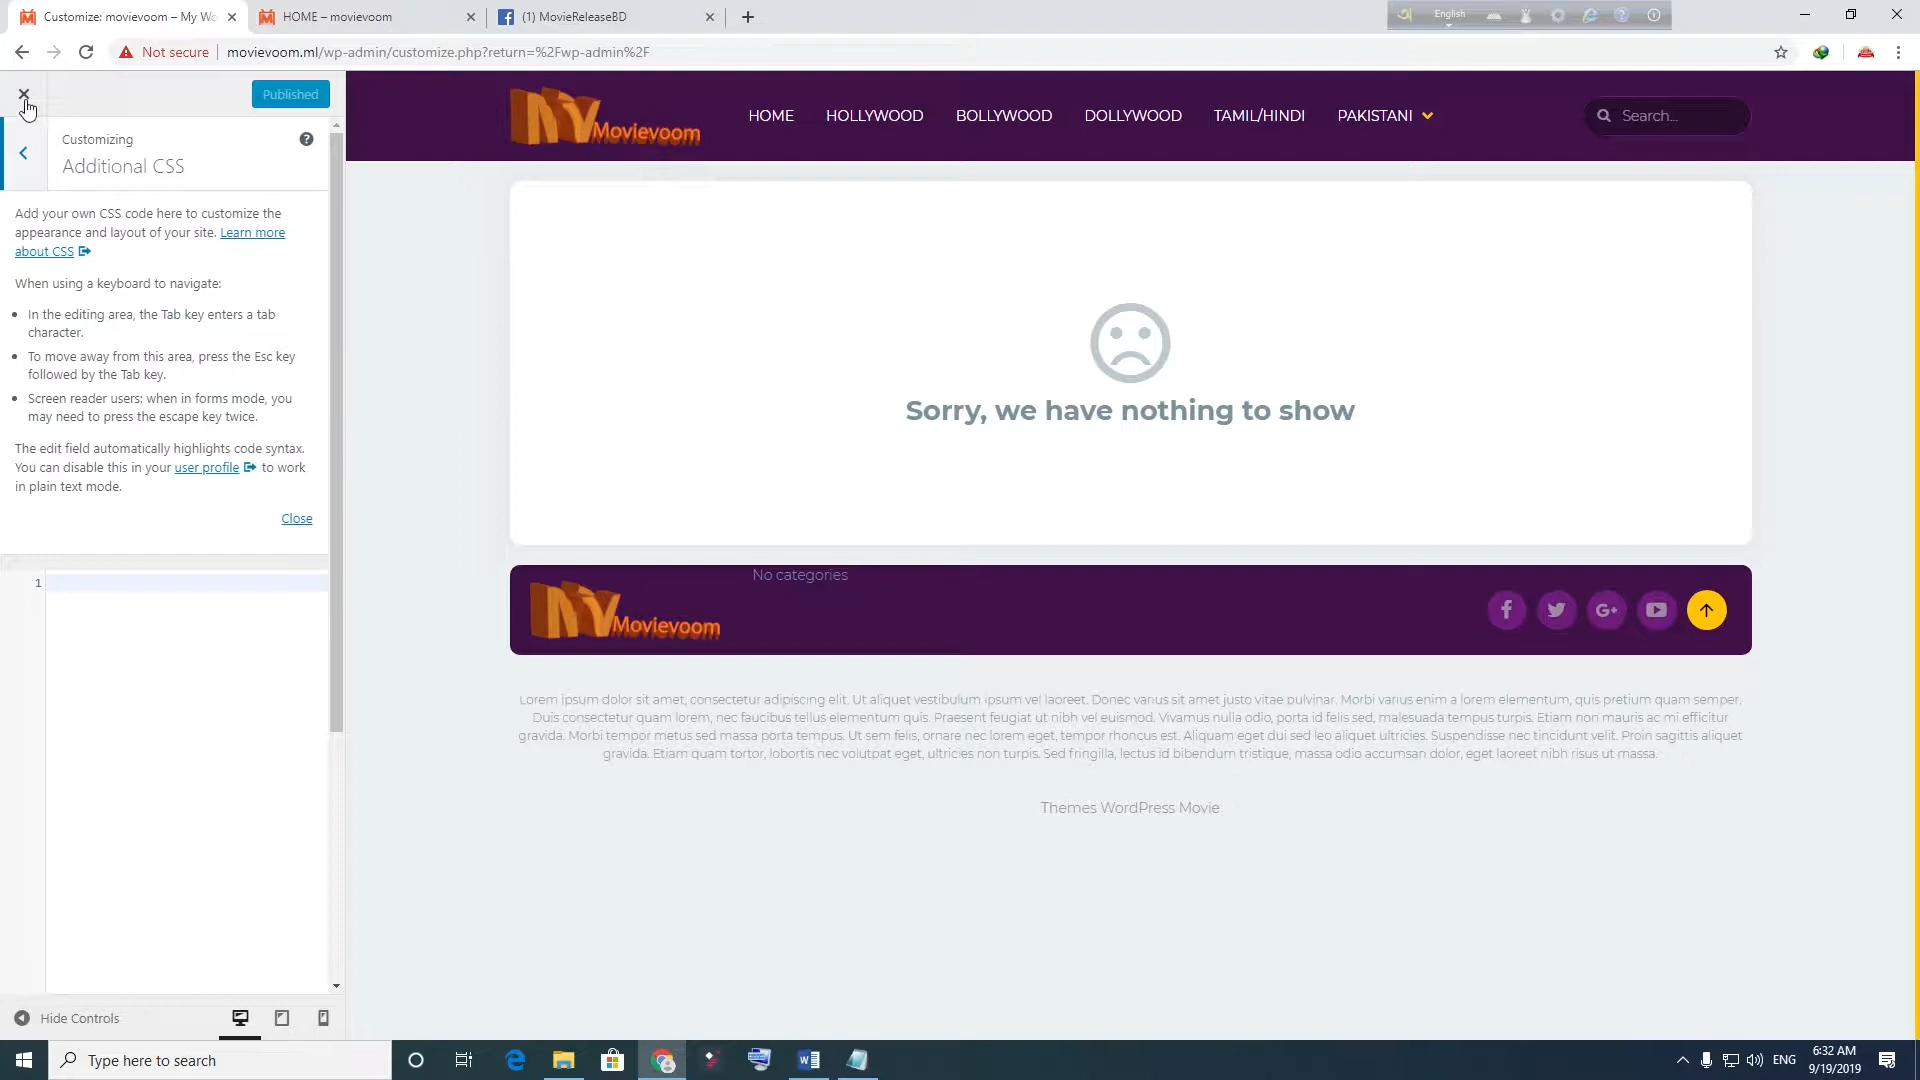 Customize: movievoom – My Wo
HOME – movievoom
(1) MovieReleaseBD
English
Not secure
movievoom.ml/wp-admin/customize.php?return=%2Fwp-admin%2F
Published
Customizing
Additional CSS
Add your own CSS code here to customize the
appearance and layout of your site. Learn more
about CSS
When using a keyboard to navigate:
In the editing area, the Tab key enters a tab
character.
To move away from this area, press the Esc key
followed by the Tab key.
Screen reader users: when in forms mode, you
may need to press the escape key twice.
The edit field automatically highlights code syntax.
You can disable this in your user profile to work
in plain text mode.
Close
1
Hide Controls
MV Movievoom
HOME HOLLYWOOD BOLLYWOOD DOLLYWOOD TAMIL/HINDI PAKISTANI
Search...
Sorry, we have nothing to show
MV Movievoom
No categories
Lorem ipsum dolor sit amet, consectetur adipiscing elit. Ut aliquet vestibulum ipsum vel laoreet. Donec varius sit amet justo vitae pulvinar. Morbi varius enim a lorem elementum, quis pretium quam semper.
Duis consectetur quam lorem, nec faucibus tellus elementum quis. Praesent feugiat ut nibh vel euismod. Vivamus nulla odio, porta id felis sed, malesuada tempus turpis. Etiam non mauris ac mi efficitur
gravida. Morbi tempor metus sed massa porta tempus. Ut sem felis, ornare nec lorem eget, tempor rhoncus est. Aliquam eget dui sed leo aliquet ultricies. Suspendisse nec tincidunt velit. Proin sagittis aliquet
gravida. Etiam quam tortor, lobortis nec volutpat eget, ultricies non turpis. Sed fringilla, lectus id bibendum tristique, massa odio accumsan dolor, eget laoreet nibh risus ut massa.
Themes WordPress Movie
Type here to search
ENG
6:32 AM
9/19/2019